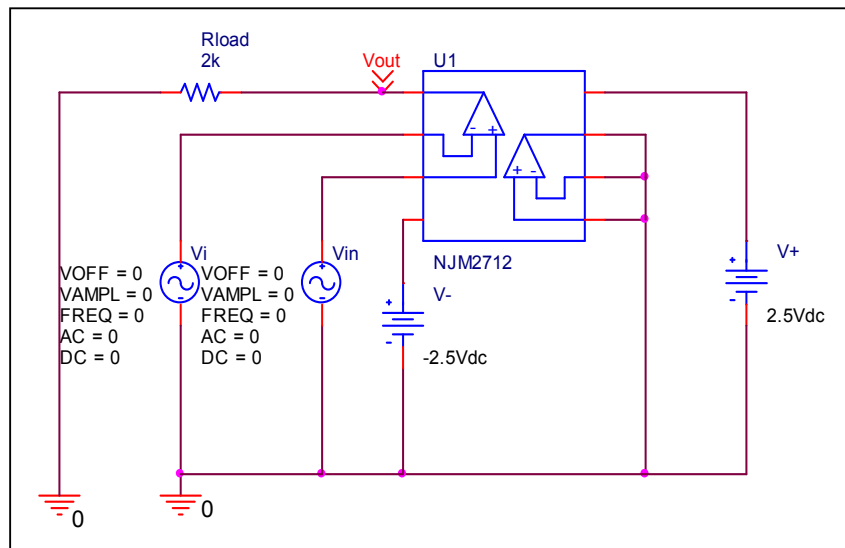 Rload
2k
Vout
U1
- +
+ -
Vi
VOFF = 0
VAMPL = 0
FREQ = 0
AC = 0
DC = 0
Vin
VOFF = 0
VAMPL = 0
FREQ = 0
AC = 0
DC = 0
NJM2712
V-
-2.5Vdc
V+
2.5Vdc
0
0